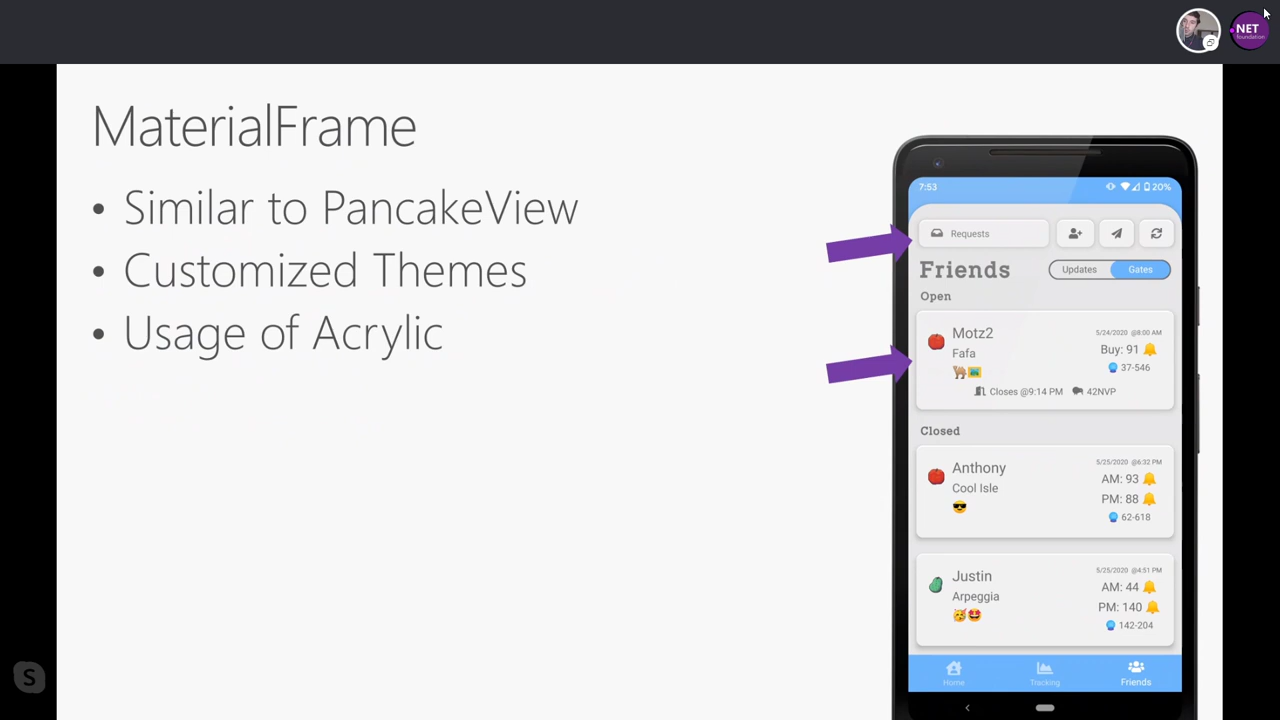 NET
foundation
MaterialFrame
• Similar to PancakeView
• Customized Themes
• Usage of Acrylic
7:53
20%
Requests
Friends
Updates
Gates
Open
Motz2
5/24/2020 @8:00 AM
Fafa
Buy: 91
37-546
Closes @9:14 PM
42NVP
Closed
Anthony
5/25/2020 @6:32 PM
Cool Isle
AM: 93
PM: 88
62-618
Justin
5/25/2020 @4:51 PM
Arpeggia
AM: 44
PM: 140
142-204
Home
Tracking
Friends
S